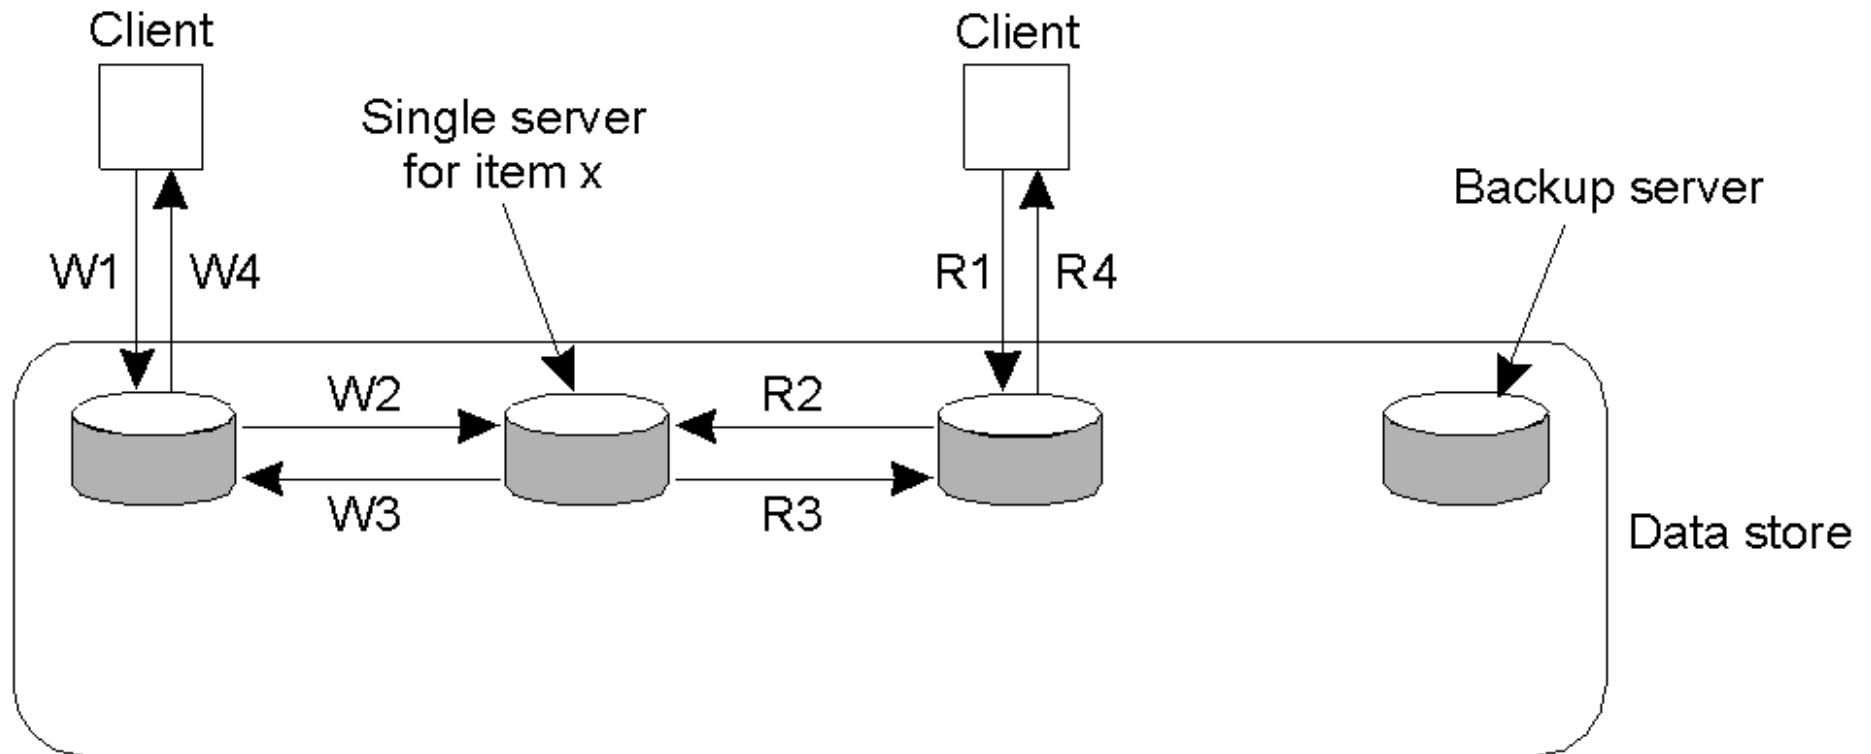 Client
Client
Single server
for item x
Backup server
W1
W4
R1
R4
W2
R2
W3
R3
Data store